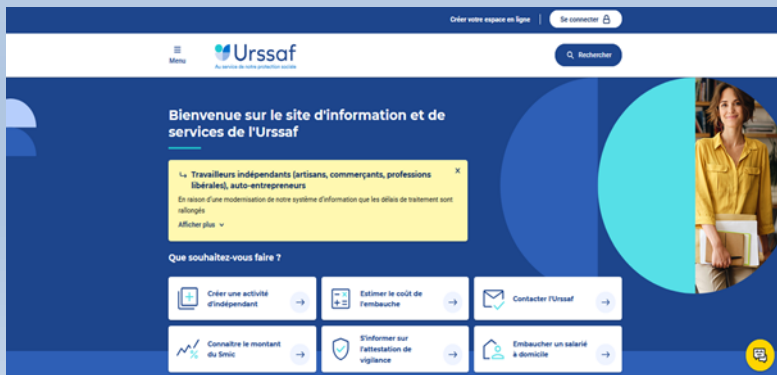 Créer votre espace en ligne
Se connecter
Menu
Urssaf
Au service de notre protection sociale
Rechercher
Bienvenue sur le site d'information et de
services de l'Urssaf
Travailleurs indépendants (artisans, commerçants, professions
libérales), auto-entrepreneurs
En raison d'une modernisation de notre système d'information que les délais de traitement sont
rallongés
Afficher plus
Que souhaitez-vous faire ?
Créer une activité
d'indépendant
Estimer le coût de
l'embauche
Contacter l'Urssaf
Connaitre le montant
du Smic
S'informer sur
l'attestation de
vigilance
Embaucher un salarié
à domicile